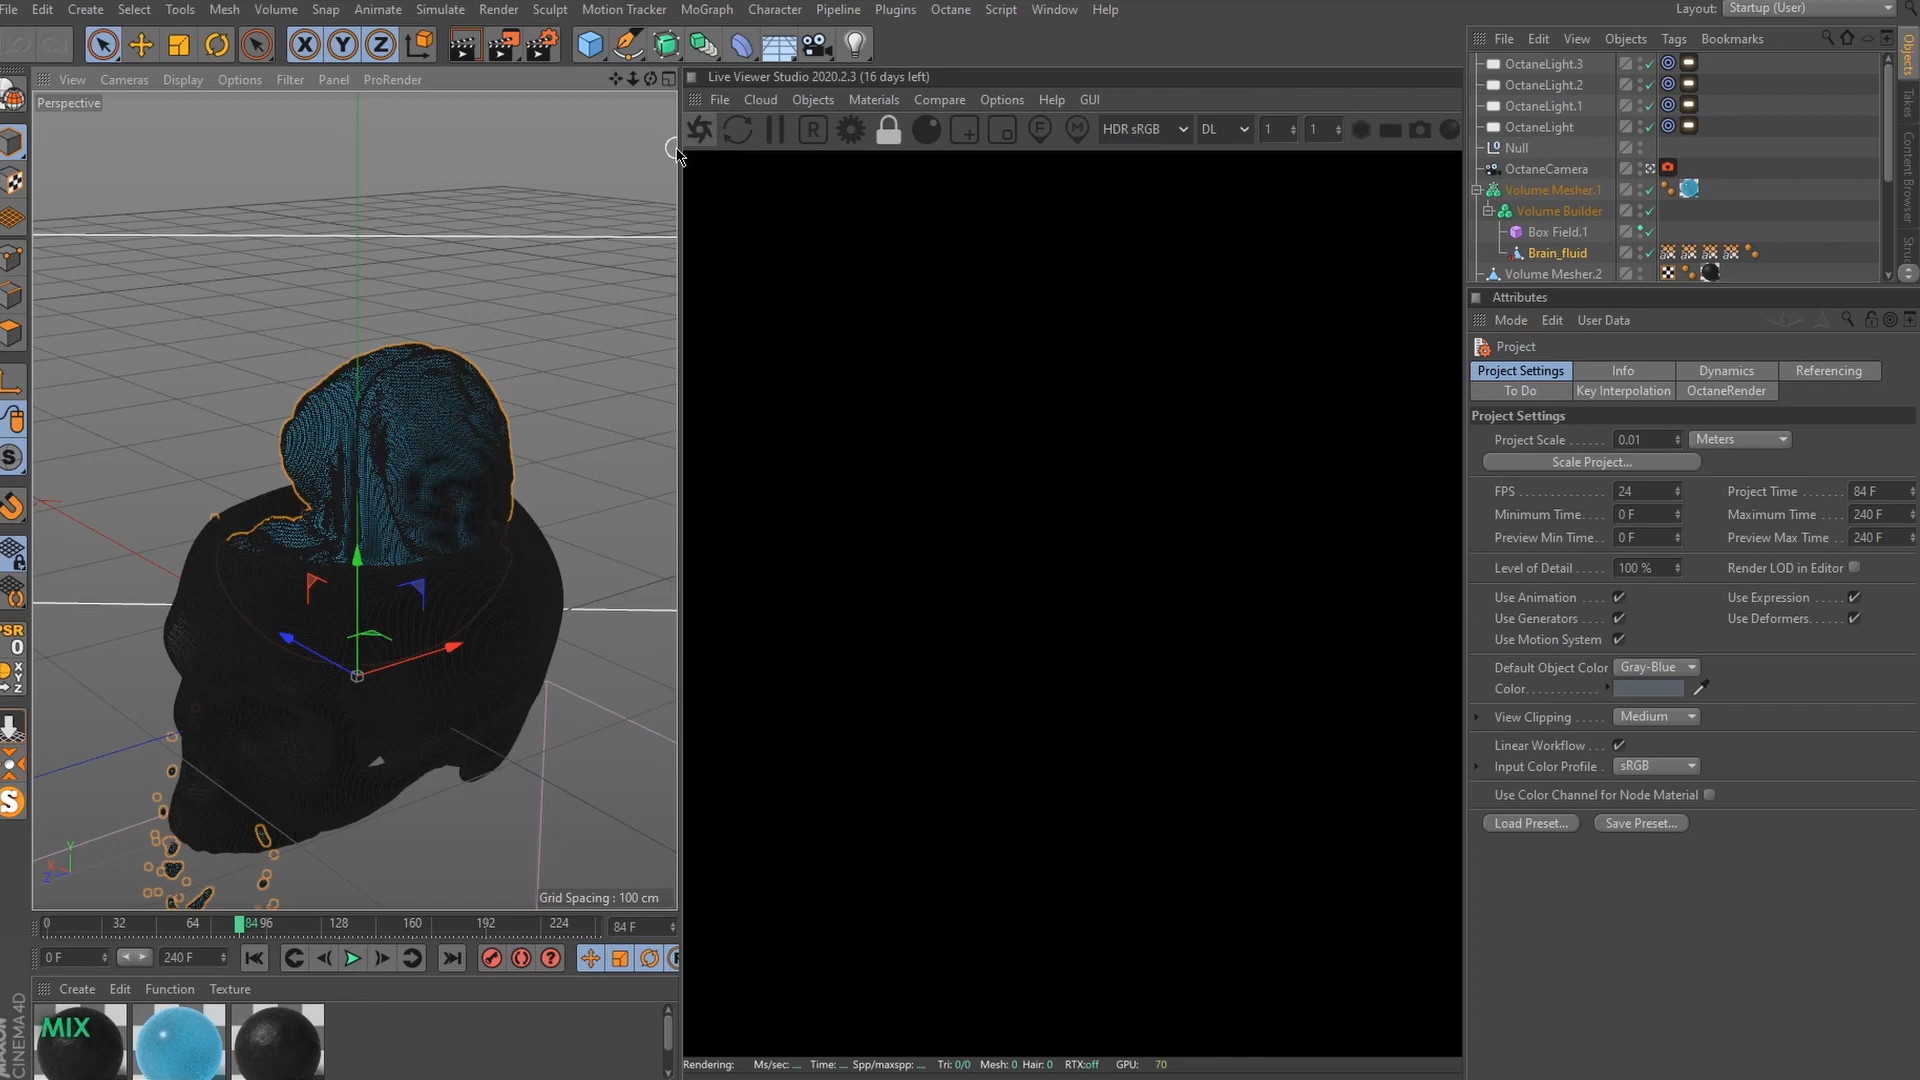 File Edit Create Select Tools Mesh Volume Snap Animate Simulate Render Sculpt Motion Tracker MoGraph Character Pipeline Plugins Octane Script Window Help
Layout: Startup (User)
View Cameras Display Options Filter Panel ProRender
Perspective
Grid Spacing : 100 cm
0 32 64 84 96 128 160 192 224
84 F
0 F
240 F
Create Edit Function Texture
MIX
MAXON
CINEMA 4D
PSR
0
X
Y
Z
Live Viewer Studio 2020.2.3 (16 days left)
File Cloud Objects Materials Compare Options Help GUI
HDR sRGB DL 1 1
Rendering: Ms/sec: .... Time: .... Spp/maxspp: .... Tri: 0/0 Mesh: 0 Hair: 0 RTX:off GPU: 70
File Edit View Objects Tags Bookmarks
OctaneLight.3
OctaneLight.2
OctaneLight.1
OctaneLight
Null
OctaneCamera
Volume Mesher.1
Volume Builder
Box Field.1
Brain_fluid
Volume Mesher.2
Objects
Takes
Content Browser
Attributes
Mode Edit User Data
Project
Project Settings Info Dynamics Referencing
To Do Key Interpolation OctaneRender
Project Settings
Project Scale . . . . . . 0.01 Meters
Scale Project...
FPS 24 Project Time 84 F
Minimum Time 0 F Maximum Time 240 F
Preview Min Time 0 F Preview Max Time 240 F
Level of Detail 100 % Render LOD in Editor
Use Animation Use Expression
Use Generators Use Deformers
Use Motion System
Default Object Color Gray-Blue
Color
View Clipping Medium
Linear Workflow
Input Color Profile sRGB
Use Color Channel for Node Material
Load Preset... Save Preset...